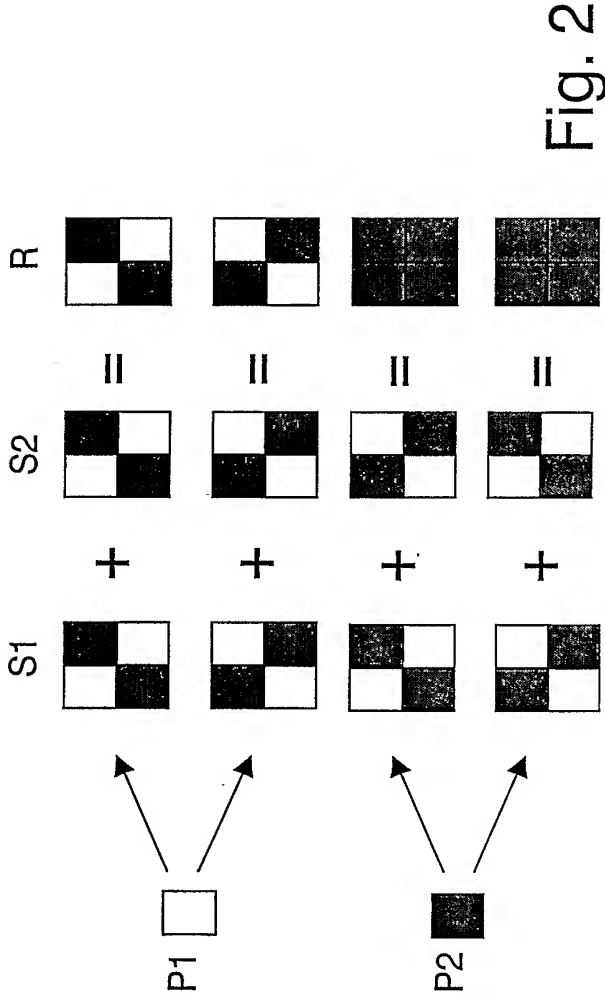 S1 S2 R
+ =
+ =
P1
+ =
+ =
P2
Fig. 2